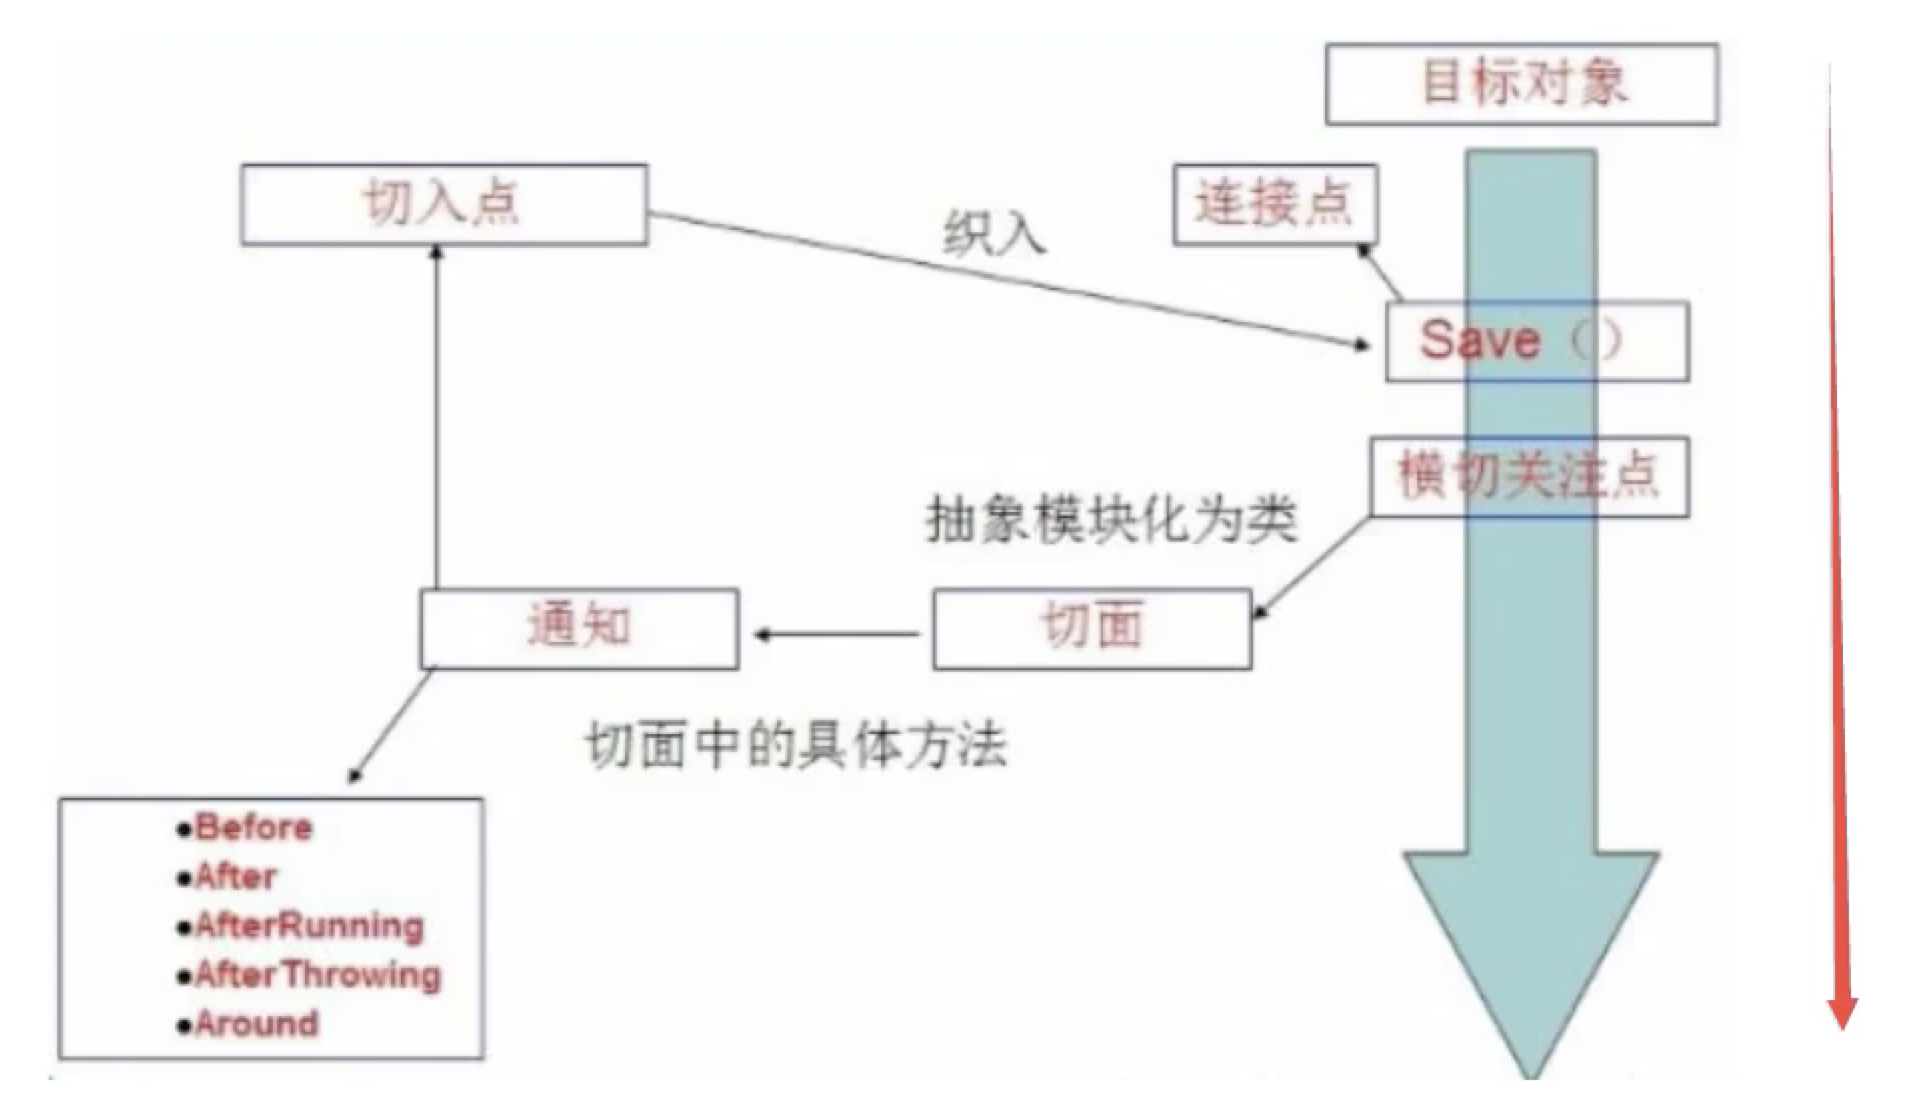 目标对象
切入点
连接点
织入
Save（）
横切关注点
抽象模块化为类
通知
切面
切面中的具体方法
●Before
●After
●AfterRunning
●AfterThrowing
●Around